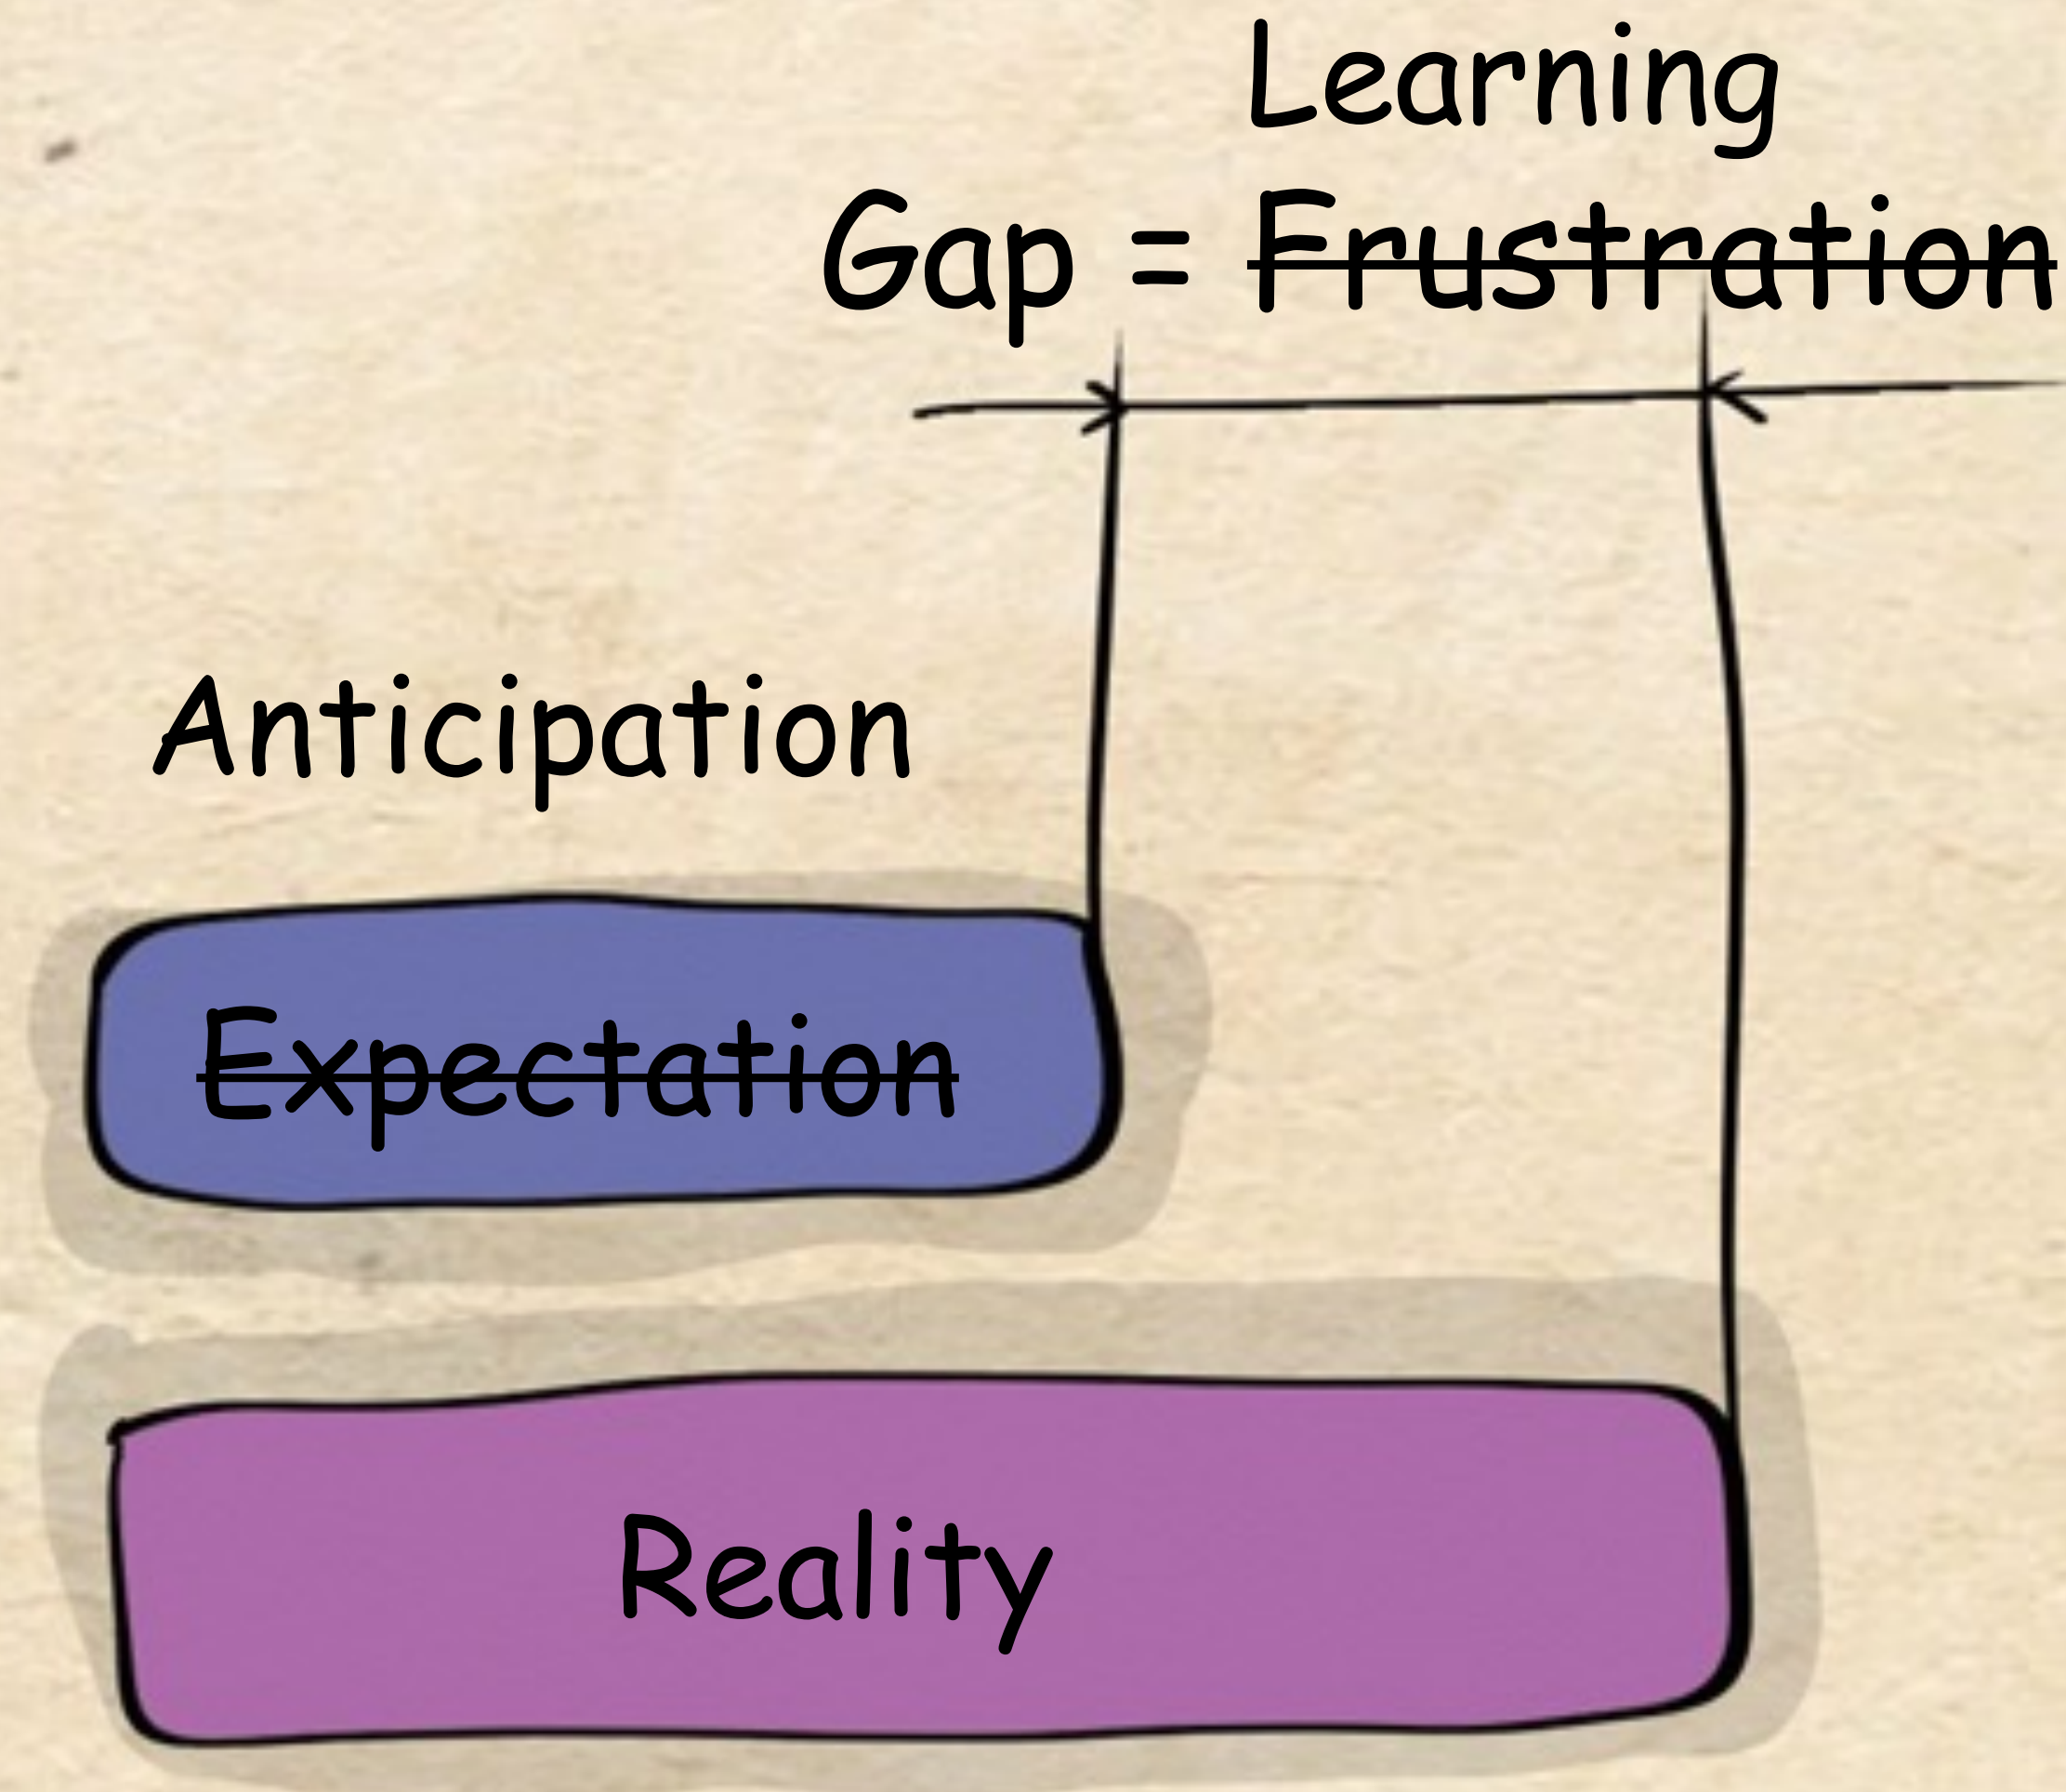 Learning
Gap = Frustration
Anticipation
Expectation
Reality